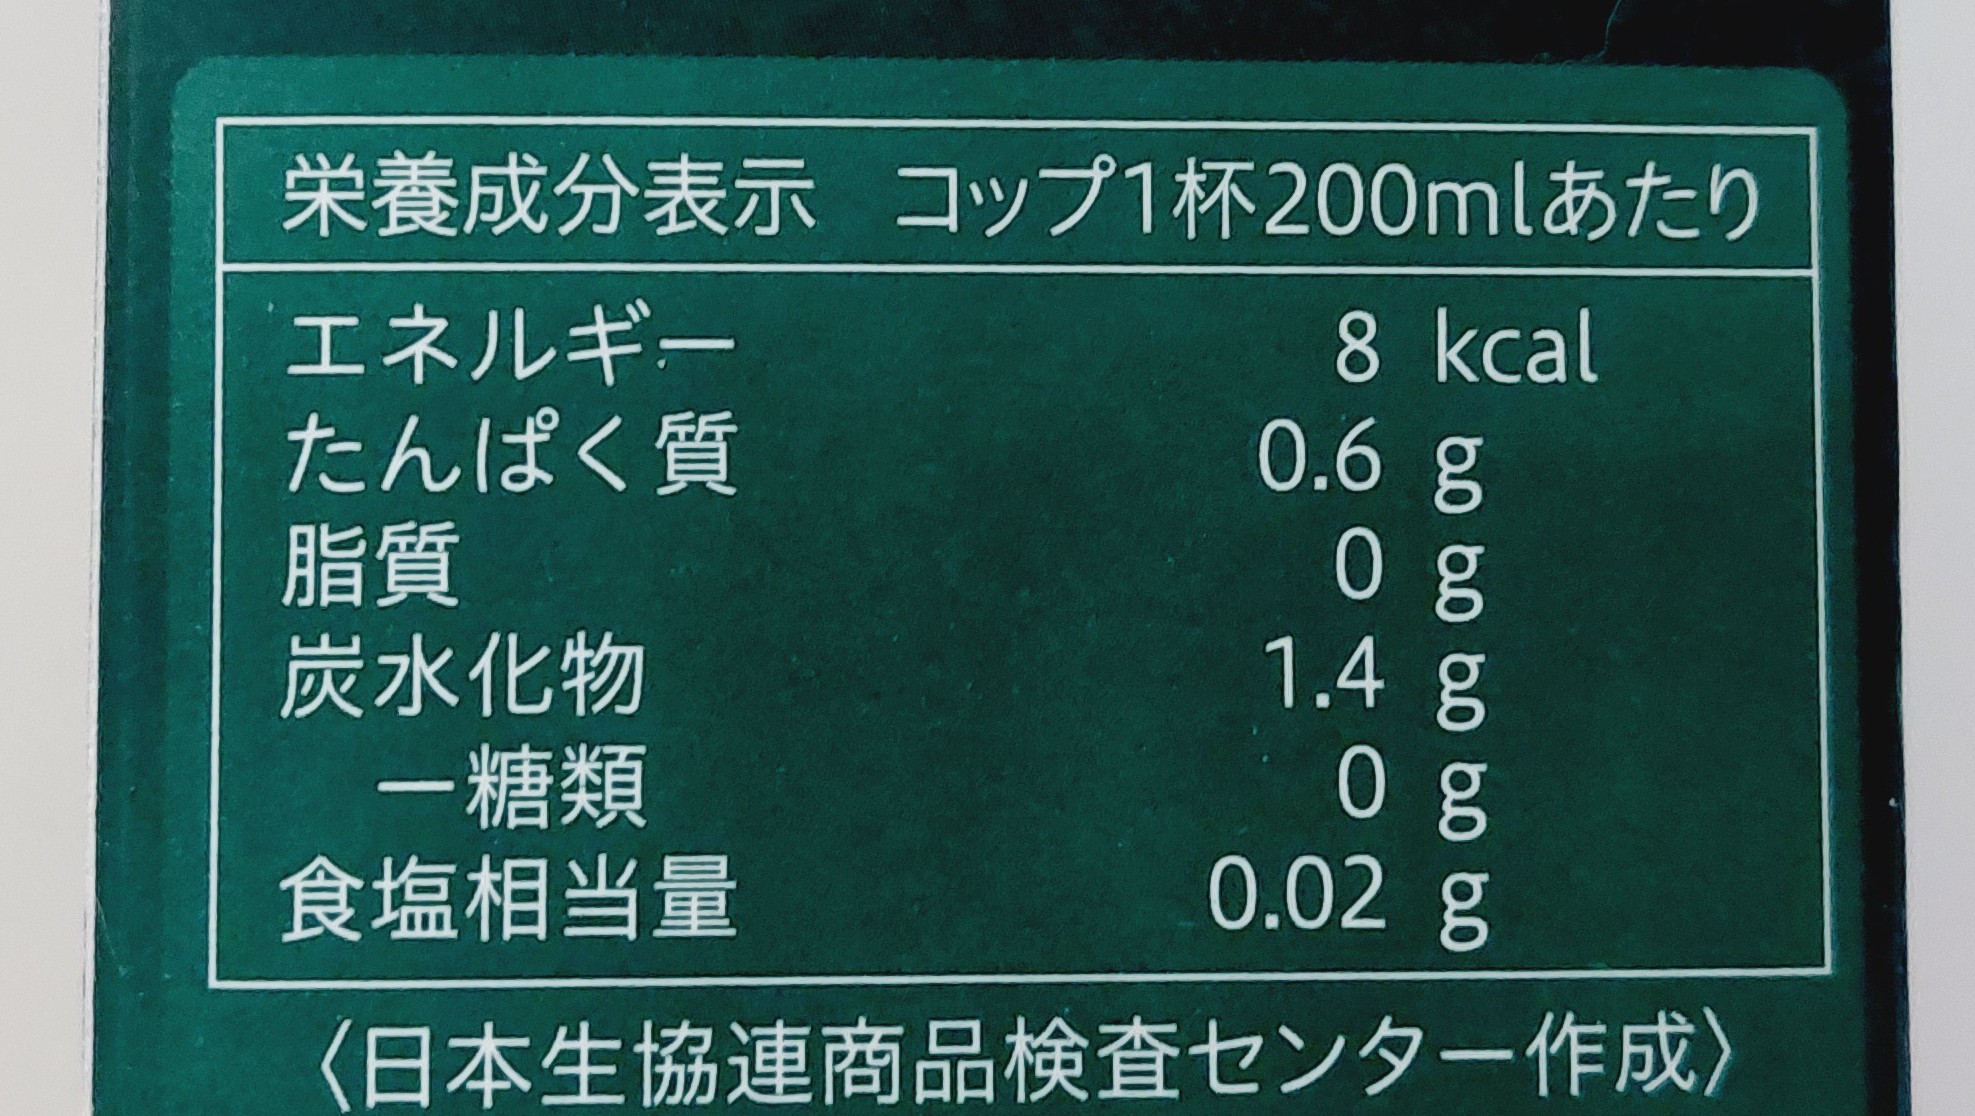 栄養成分表示　コップ1杯200mlあたり
エネルギー 8 kcal
たんぱく質 0.6 g
脂質 0 g
炭水化物 1.4 g
ー糖類 0 g
食塩相当量 0.02 g
〈日本生協連商品検査センター作成〉